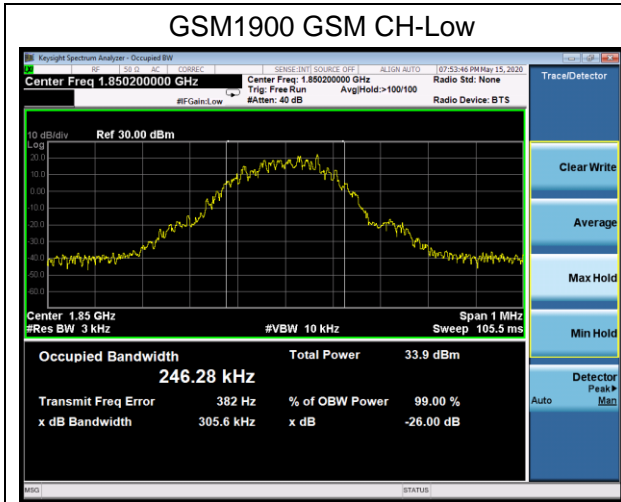 GSM1900 GSM CH-Low
Keysight Spectrum Analyzer - Occupied BW
RF 50 Ω AC CORREC SENSE:INT SOURCE OFF ALIGN AUTO 07:53:46 PM May 15, 2020
Center Freq 1.850200000 GHz
Center Freq: 1.850200000 GHz Radio Std: None
Trig: Free Run Avg|Hold:>100/100
#IFGain:Low #Atten: 40 dB Radio Device: BTS
Trace/Detector
10 dB/div Ref 30.00 dBm
Log
20.0
10.0
0.00
-10.0
-20.0
-30.0
-40.0
-50.0
-60.0
Center 1.85 GHz Span 1 MHz
#Res BW 3 kHz #VBW 10 kHz Sweep 105.5 ms
Occupied Bandwidth Total Power 33.9 dBm
246.28 kHz
Transmit Freq Error 382 Hz % of OBW Power 99.00 %
x dB Bandwidth 305.6 kHz x dB -26.00 dB
Clear Write
Average
Max Hold
Min Hold
Detector
Peak▶
Auto Man
MSG STATUS